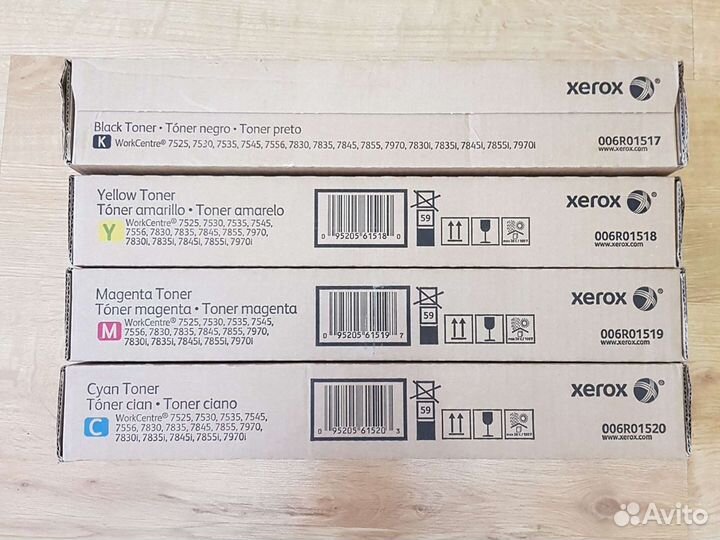 xerox
Black Toner • Tóner negro • Toner preto
K WorkCentre® 7525, 7530, 7535, 7545, 7556, 7830, 7835, 7845, 7855, 7970, 7830i, 7835i, 7845i, 7855i, 7970i
006R01517
www.xerox.com
Yellow Toner
Tóner amarillo • Toner amarelo
Y WorkCentre® 7525, 7530, 7535, 7545,
7556, 7830, 7835, 7845, 7855, 7970,
7830i, 7835i, 7845i, 7855i, 7970i
0 95205 61518 0
59
max 35 C / 100 F
xerox
006R01518
www.xerox.com
Magenta Toner
Tóner magenta • Toner magenta
M WorkCentre® 7525, 7530, 7535, 7545,
7556, 7830, 7835, 7845, 7855, 7970,
7830i, 7835i, 7845i, 7855i, 7970i
0 95205 61519 7
59
xerox
006R01519
www.xerox.com
Cyan Toner
Tóner cian • Toner ciano
C WorkCentre® 7525, 7530, 7535, 7545,
7556, 7830, 7835, 7845, 7855, 7970,
7830i, 7835i, 7845i, 7855i, 7970i
0 95205 61520 3
59
xerox
006R01520
www.xerox.com
Avito